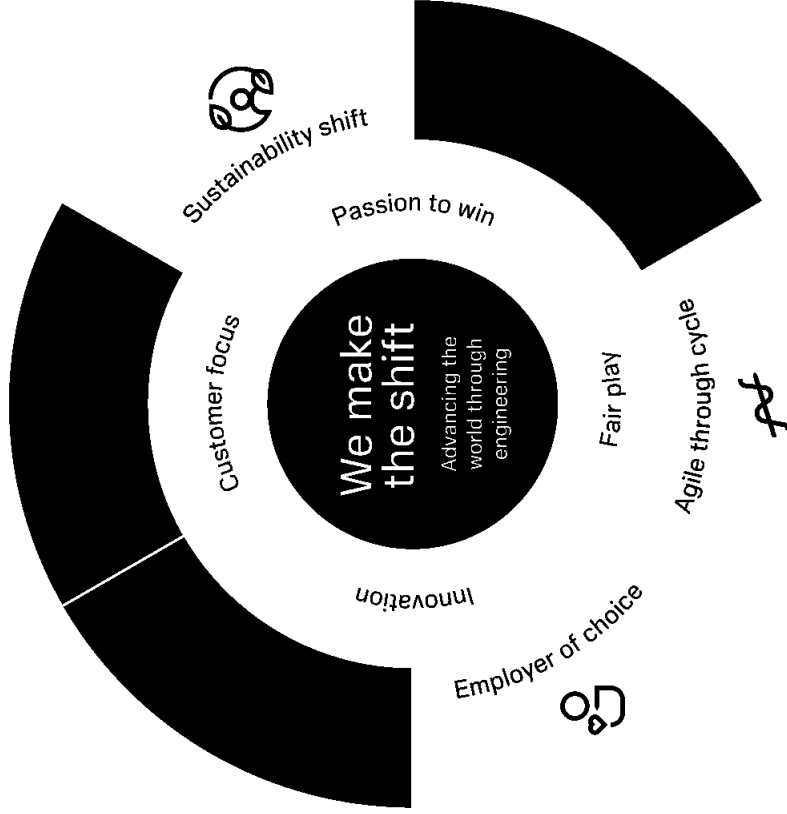 We make
the shift
Advancing the
world through
engineering
Passion to win
Fair play
Innovation
Customer focus
Sustainability shift
Agile through cycle
Employer of choice